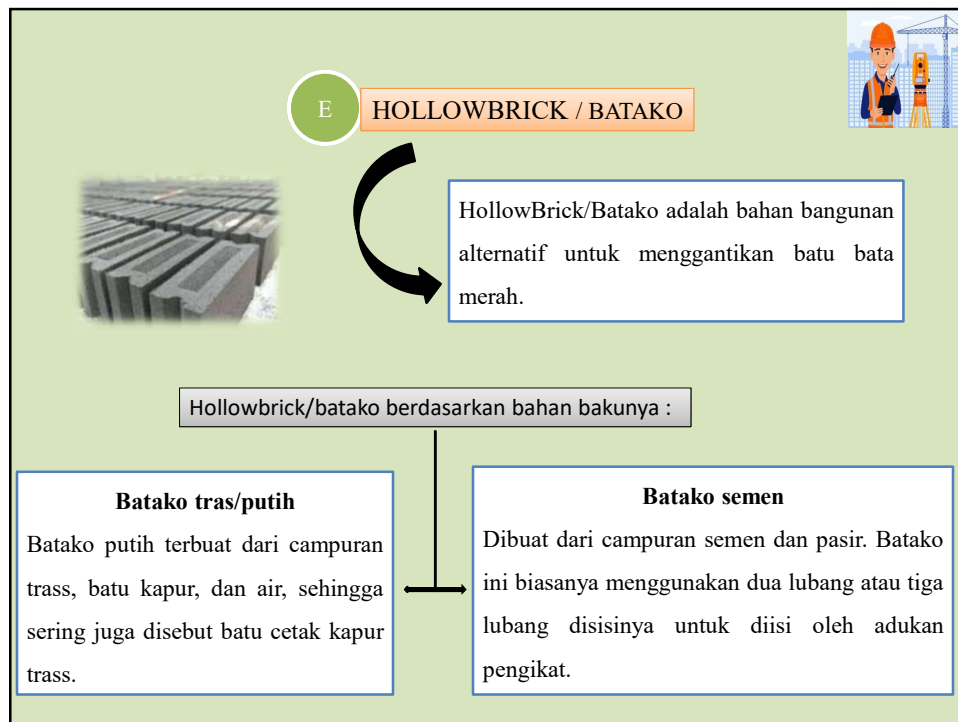 E
HOLLOWBRICK / BATAKO
HollowBrick/Batako adalah bahan bangunan
alternatif untuk menggantikan batu bata
merah.
Hollowbrick/batako berdasarkan bahan bakunya :
Batako tras/putih
Batako putih terbuat dari campuran
trass, batu kapur, dan air, sehingga
sering juga disebut batu cetak kapur
trass.
Batako semen
Dibuat dari campuran semen dan pasir. Batako
ini biasanya menggunakan dua lubang atau tiga
lubang disisinya untuk diisi oleh adukan
pengikat.